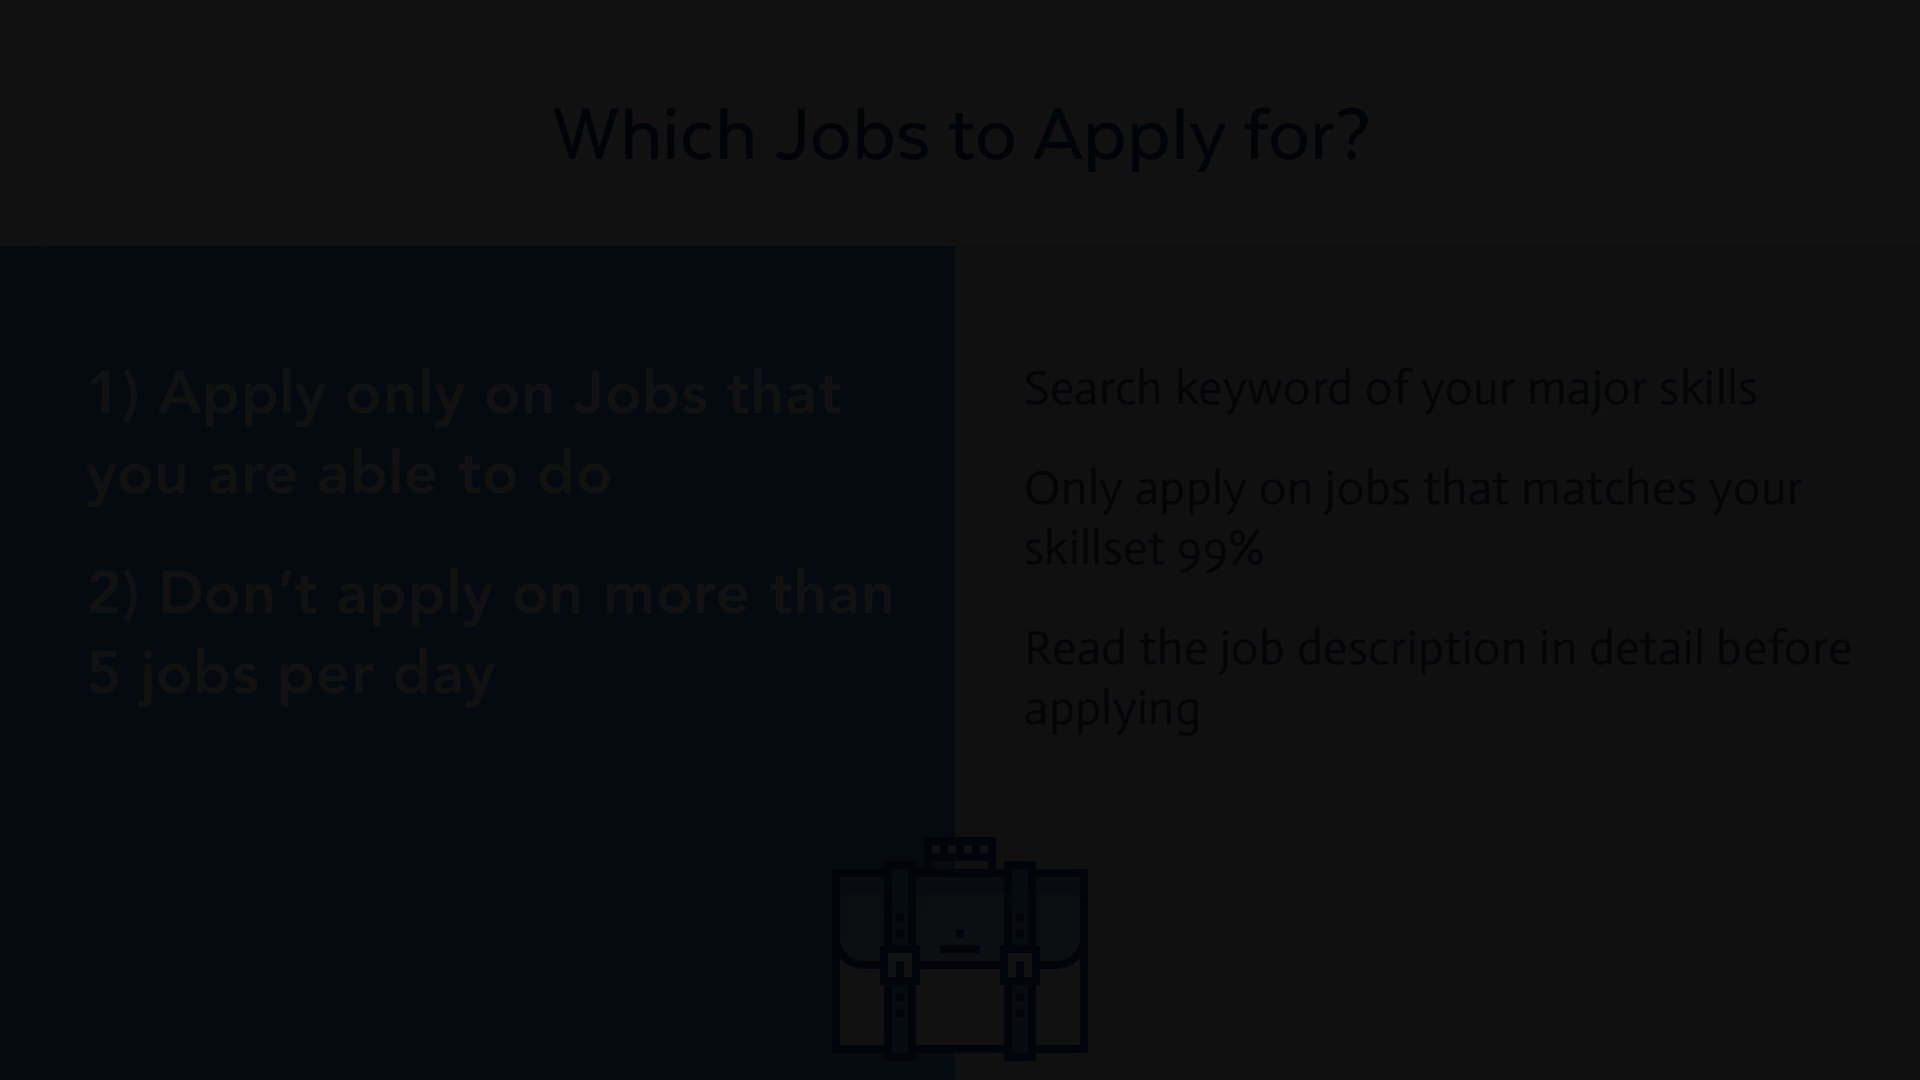 Which Jobs to Apply for?
1) Apply only on Jobs that
you are able to do
2) Don‘t apply on more than
5 jobs per day
Search keyword of your major skills
Only apply on jobs that matches your
skillset 99%
Read the job description in detail before
applying